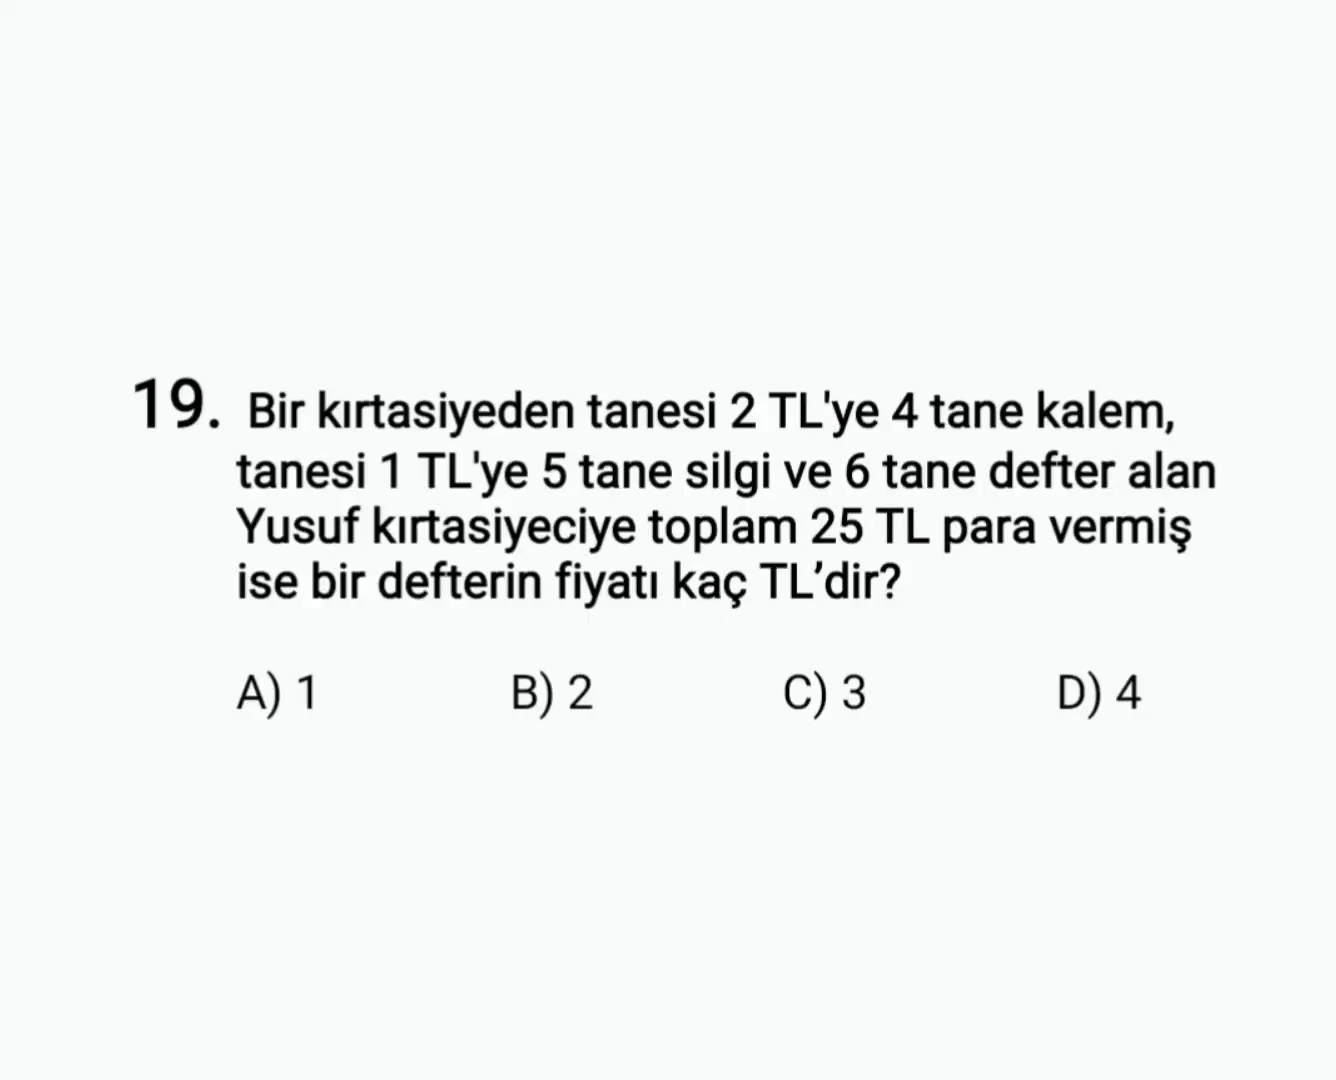 19. Bir kırtasiyeden tanesi 2 TL'ye 4 tane kalem,
tanesi 1 TL'ye 5 tane silgi ve 6 tane defter alan
Yusuf kırtasiyeciye toplam 25 TL para vermiş
ise bir defterin fiyatı kaç TL’dir?
A) 1 B) 2 C) 3 D) 4